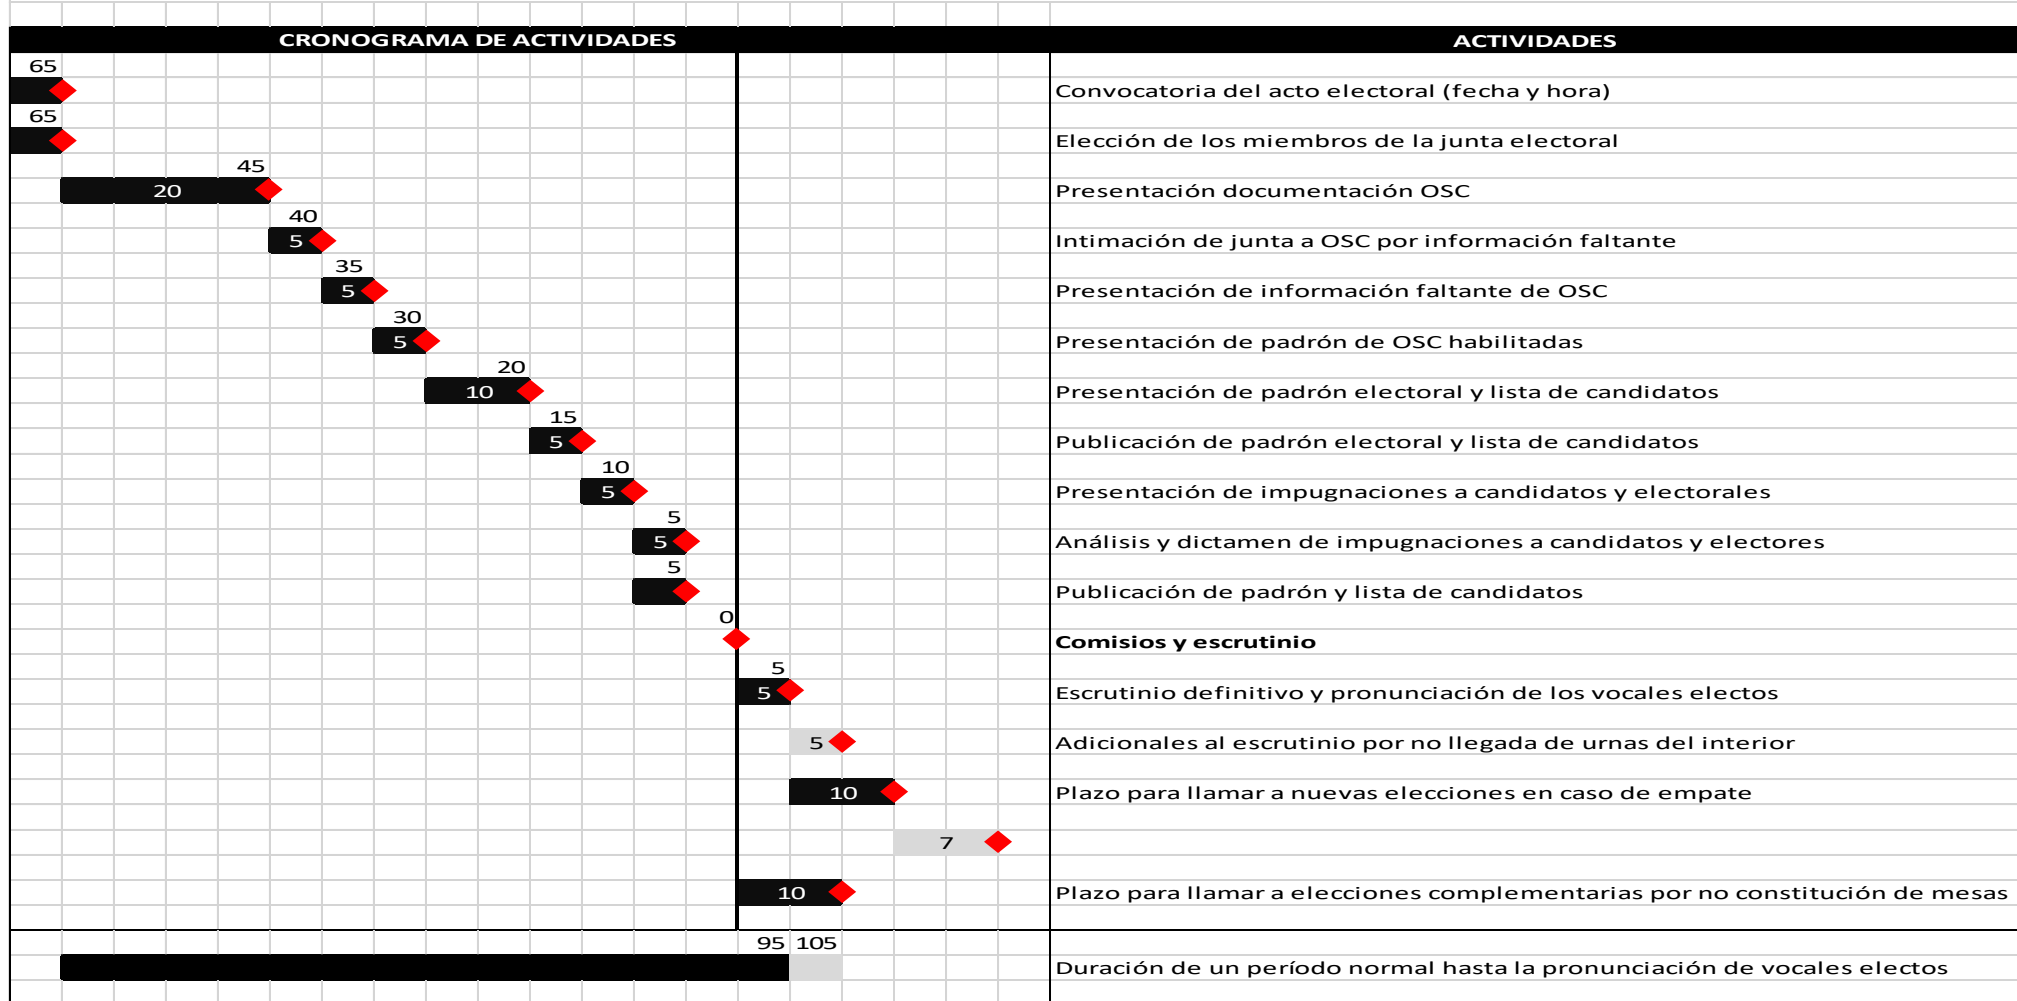 CRONOGRAMA DE ACTIVIDADES ACTIVIDADES
65
Convocatoria del acto electoral (fecha y hora)
65
Elección de los miembros de la junta electoral
45
20 Presentación documentación OSC
40
5 Intimación de junta a OSC por información faltante
35
5 Presentación de información faltante de OSC
30
5 Presentación de padrón de OSC habilitadas
20
10 Presentación de padrón electoral y lista de candidatos
15
5 Publicación de padrón electoral y lista de candidatos
10
5 Presentación de impugnaciones a candidatos y electorales
5
5 Análisis y dictamen de impugnaciones a candidatos y electores
5
Publicación de padrón y lista de candidatos
0
Comisios y escrutinio
5
5 Escrutinio definitivo y pronunciación de los vocales electos
5 Adicionales al escrutinio por no llegada de urnas del interior
10 Plazo para llamar a nuevas elecciones en caso de empate
7
10 Plazo para llamar a elecciones complementarias por no constitución de mesas
95 105
Duración de un período normal hasta la pronunciación de vocales electos